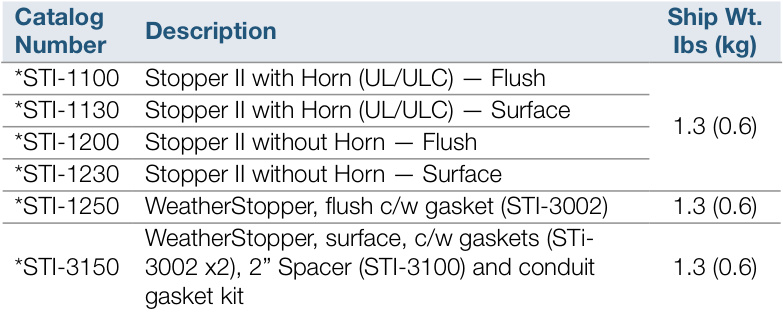 Catalog Number Description Ship Wt. lbs (kg)
*STI-1100 Stopper II with Horn (UL/ULC) — Flush 1.3 (0.6)
*STI-1130 Stopper II with Horn (UL/ULC) — Surface
*STI-1200 Stopper II without Horn — Flush
*STI-1230 Stopper II without Horn — Surface
*STI-1250 WeatherStopper, flush c/w gasket (STI-3002) 1.3 (0.6)
*STI-3150 WeatherStopper, surface, c/w gaskets (STi-
3002 x2), 2” Spacer (STI-3100) and conduit
gasket kit 1.3 (0.6)